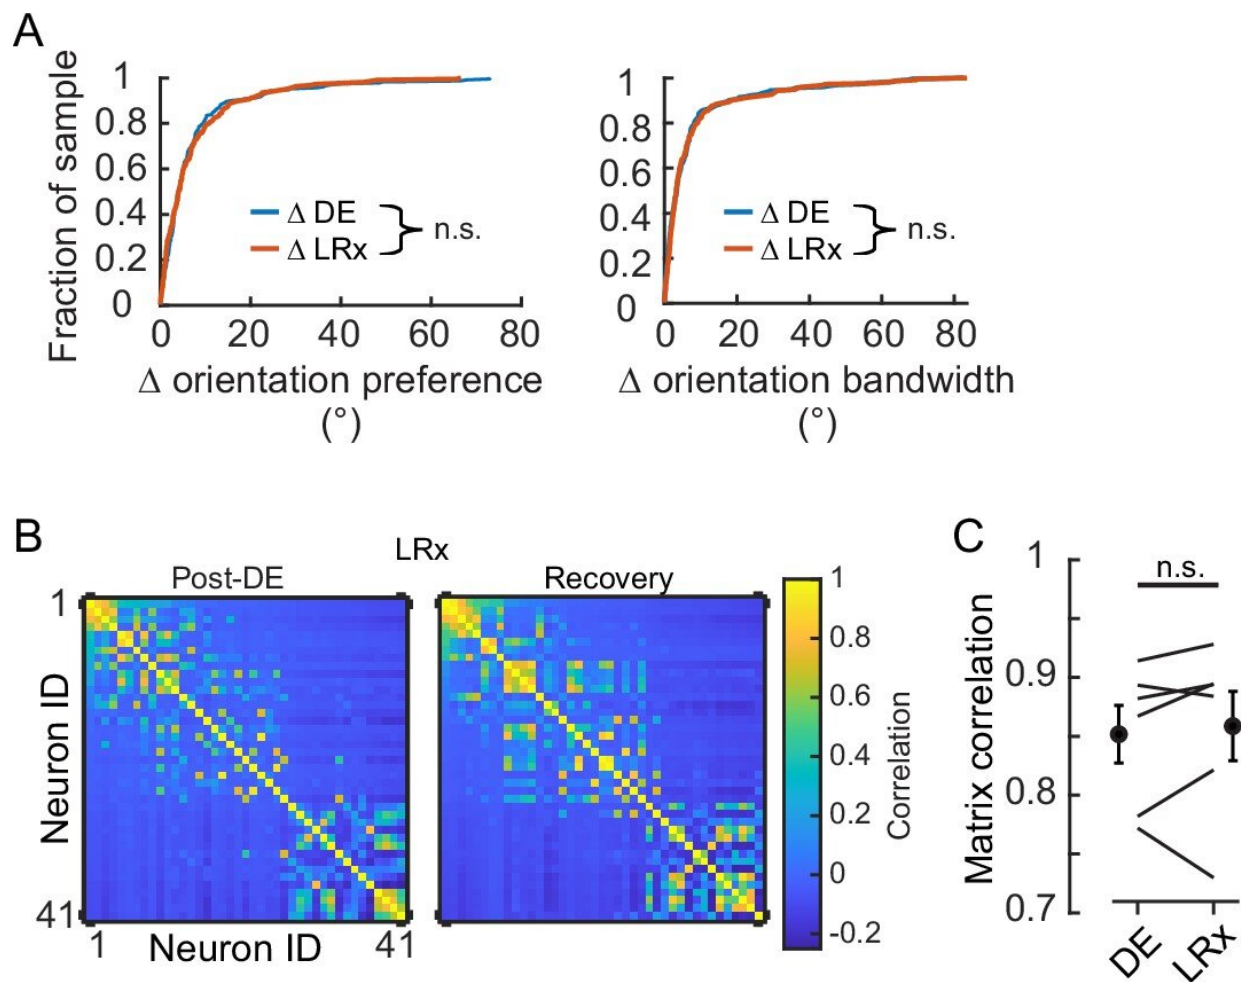 A
Fraction of sample
1
0.8
0.6
0.4
0.2
0
0 20 40 60 80
Δ orientation preference
(°)
Δ DE
Δ LRx
n.s.
1
0.8
0.6
0.4
0.2
0
0 20 40 60 80
Δ orientation bandwidth
(°)
Δ DE
Δ LRx
n.s.
B
LRx
Post-DE
Recovery
Neuron ID
1
41
1 41
Neuron ID
1
0.8
0.6
0.4
0.2
0
-0.2
Correlation
C
Matrix correlation
1
0.9
0.8
0.7
n.s.
DE
LRx